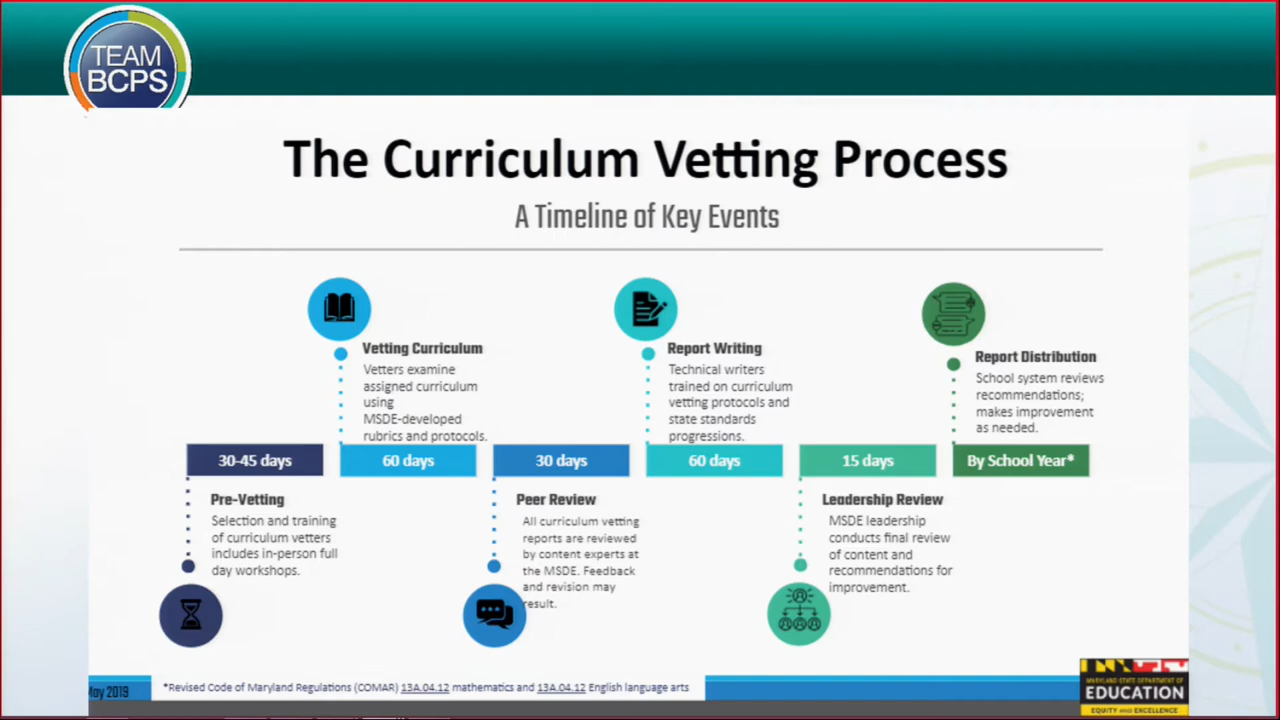 TEAM
BCPS
The Curriculum Vetting Process
A Timeline of Key Events
Vetting Curriculum
Vetters examine
assigned curriculum
using
MSDE-developed
rubrics and protocols.
Report Writing
Technical writers
trained on curriculum
vetting protocols and
state standards
progressions.
Report Distribution
School system reviews
recommendations;
makes improvement
as needed.
30-45 days
60 days
30 days
60 days
15 days
By School Year*
Pre-Vetting
Selection and training
of curriculum vetters
includes in-person full
day workshops.
Peer Review
All curriculum vetting
reports are reviewed
by content experts at
the MSDE. Feedback
and revision may
result.
Leadership Review
MSDE leadership
conducts final review
of content and
recommendations for
improvement.
May 2019
*Revised Code of Maryland Regulations (COMAR) 13A.04.12 mathematics and 13A.04.12 English language arts
MARYLAND STATE DEPARTMENT OF
EDUCATION
EQUITY AND EXCELLENCE